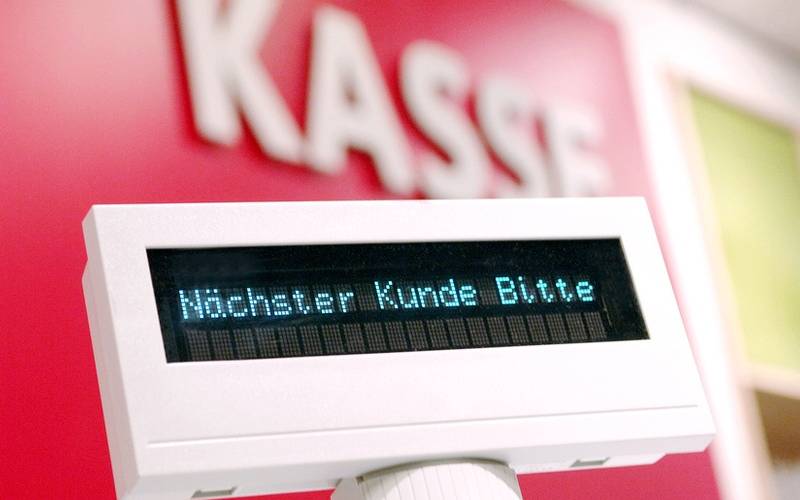 KASSE
Nächster Kunde Bitte